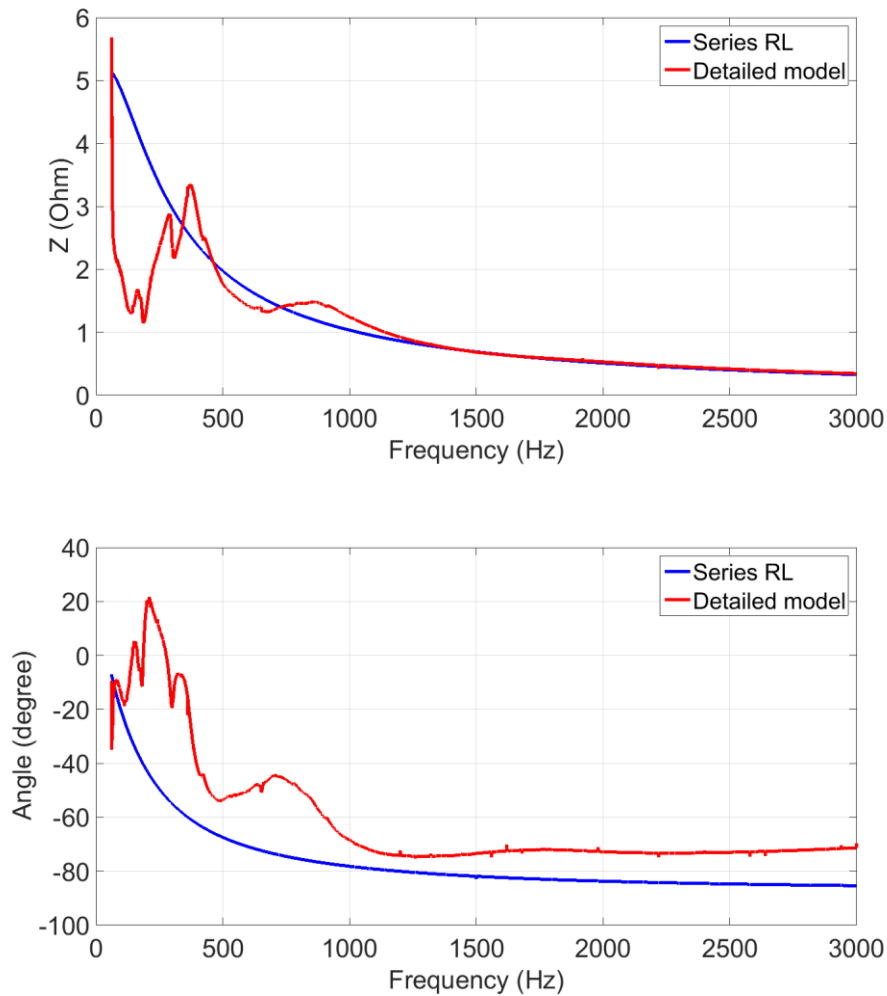 6
5
4
3
2
1
0
Z (Ohm)
Series RL
Detailed model
0 500 1000 1500 2000 2500 3000
Frequency (Hz)
40
20
0
-20
-40
-60
-80
-100
Angle (degree)
Series RL
Detailed model
0 500 1000 1500 2000 2500 3000
Frequency (Hz)